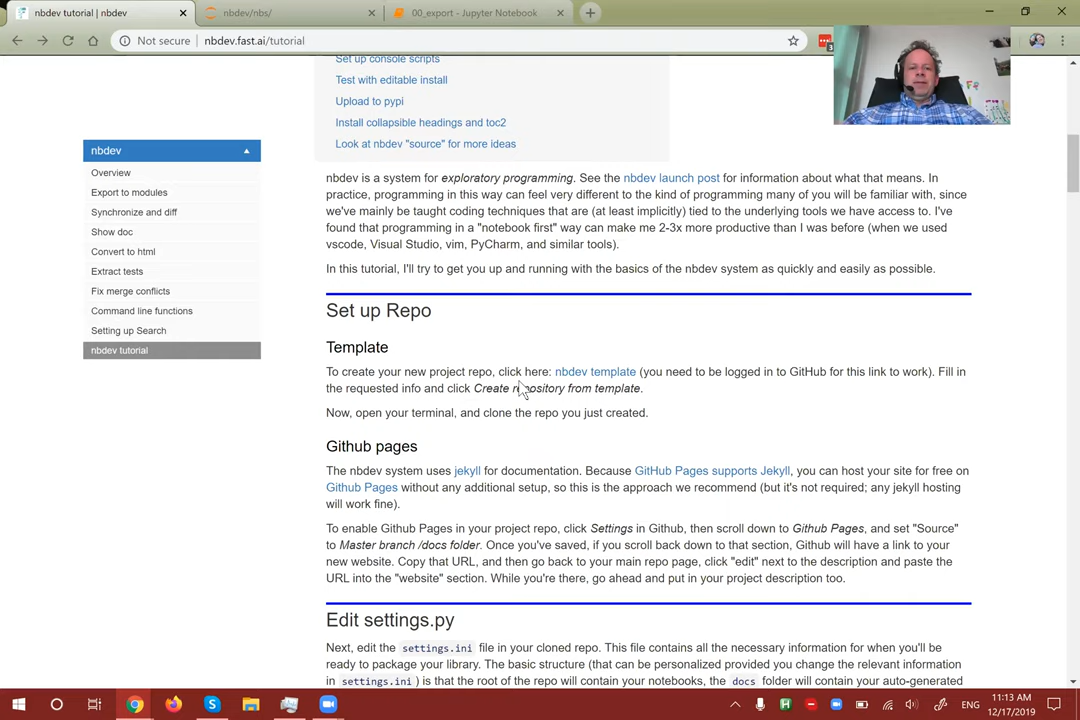 nbdev tutorial | nbdev
nbdev/nbs/
00_export - Jupyter Notebook
Not secure | nbdev.fast.ai/tutorial
3
Set up console scripts
Test with editable install
Upload to pypi
Install collapsible headings and toc2
Look at nbdev "source" for more ideas
nbdev
Overview
Export to modules
Synchronize and diff
Show doc
Convert to html
Extract tests
Fix merge conflicts
Command line functions
Setting up Search
nbdev tutorial
nbdev is a system for exploratory programming. See the nbdev launch post for information about what that means. In
practice, programming in this way can feel very different to the kind of programming many of you will be familiar with, since
we've mainly be taught coding techniques that are (at least implicitly) tied to the underlying tools we have access to. I've
found that programming in a "notebook first" way can make me 2-3x more productive than I was before (when we used
vscode, Visual Studio, vim, PyCharm, and similar tools).
In this tutorial, I'll try to get you up and running with the basics of the nbdev system as quickly and easily as possible.
Set up Repo
Template
To create your new project repo, click here: nbdev template (you need to be logged in to GitHub for this link to work). Fill in
the requested info and click Create repository from template.
Now, open your terminal, and clone the repo you just created.
Github pages
The nbdev system uses jekyll for documentation. Because GitHub Pages supports Jekyll, you can host your site for free on
Github Pages without any additional setup, so this is the approach we recommend (but it's not required; any jekyll hosting
will work fine).
To enable Github Pages in your project repo, click Settings in Github, then scroll down to Github Pages, and set "Source"
to Master branch /docs folder. Once you've saved, if you scroll back down to that section, Github will have a link to your
new website. Copy that URL, and then go back to your main repo page, click "edit" next to the description and paste the
URL into the "website" section. While you're there, go ahead and put in your project description too.
Edit settings.py
Next, edit the settings.ini file in your cloned repo. This file contains all the necessary information for when you'll be
ready to package your library. The basic structure (that can be personalized provided you change the relevant information
in settings.ini) is that the root of the repo will contain your notebooks, the docs folder will contain your auto-generated
ENG
11:13 AM
12/17/2019